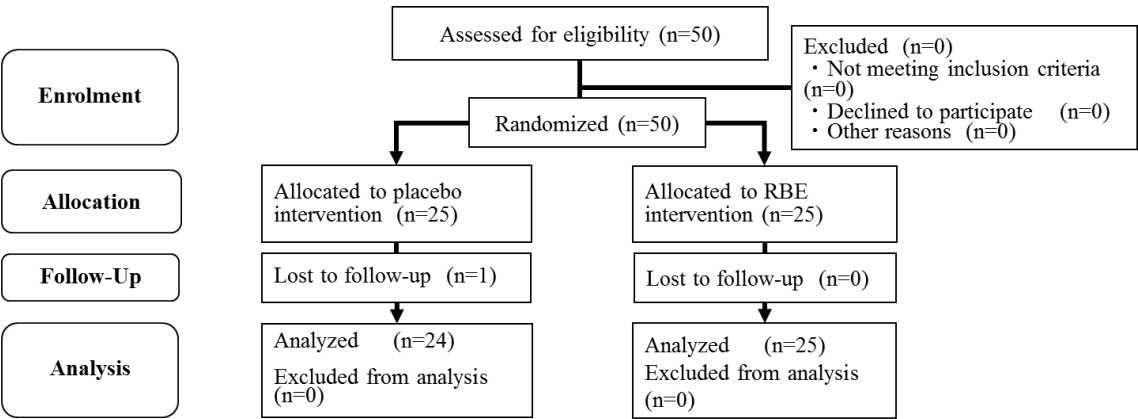 Assessed for eligibility (n=50)
Excluded (n=0)
・Not meeting inclusion criteria
(n=0)
・Declined to participate (n=0)
・Other reasons (n=0)
Enrolment
Randomized (n=50)
Allocation
Allocated to placebo
intervention (n=25)
Allocated to RBE
intervention (n=25)
Follow-Up
Lost to follow-up (n=1)
Lost to follow-up (n=0)
Analysis
Analyzed (n=24)
Excluded from analysis
(n=0)
Analyzed (n=25)
Excluded from analysis
(n=0)